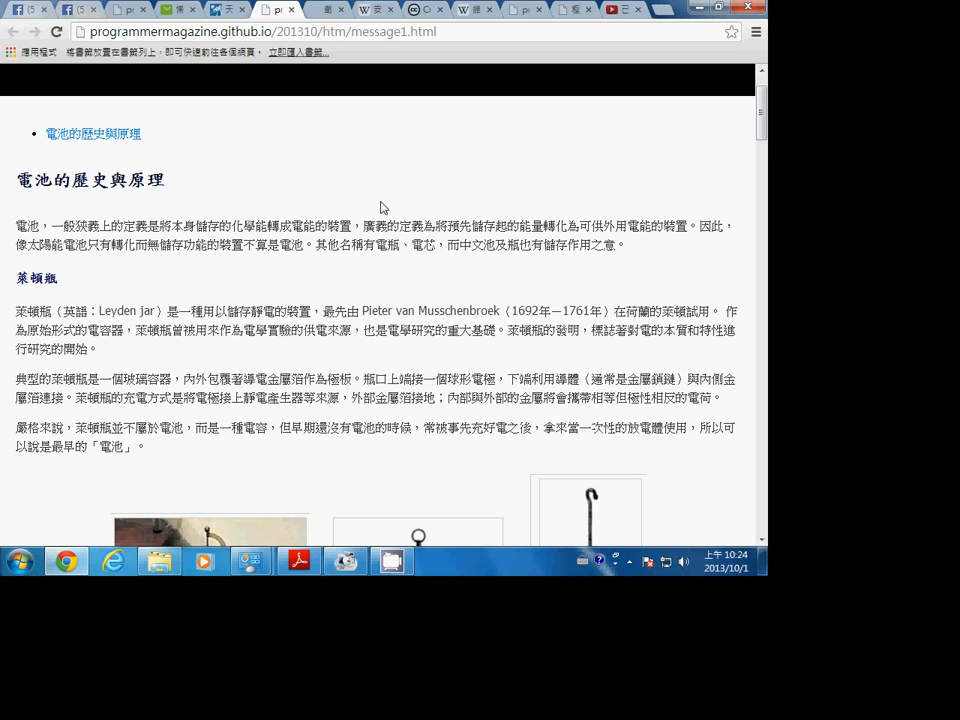 programmermagazine.github.io/201310/htm/message1.html
應用程式 將書籤放置在書籤列上，即可快速前往各個網頁。 立即匯入書籤...
電池的歷史與原理
電池的歷史與原理
電池，一般狹義上的定義是將本身儲存的化學能轉成電能的裝置，廣義的定義為將預先儲存起的能量轉化為可供外用電能的裝置。因此，
像太陽能電池只有轉化而無儲存功能的裝置不算是電池。其他名稱有電瓶、電芯，而中文池及瓶也有儲存作用之意。
萊頓瓶
萊頓瓶（英語：Leyden jar）是一種用以儲存靜電的裝置，最先由 Pieter van Musschenbroek（1692年－1761年）在荷蘭的萊頓試用。 作
為原始形式的電容器，萊頓瓶曾被用來作為電學實驗的供電來源，也是電學研究的重大基礎。萊頓瓶的發明，標誌著對電的本質和特性進
行研究的開始。
典型的萊頓瓶是一個玻璃容器，內外包覆著導電金屬箔作為極板。瓶口上端接一個球形電極，下端利用導體（通常是金屬鎖鏈）與內側金
屬箔連接。萊頓瓶的充電方式是將電極接上靜電產生器等來源，外部金屬箔接地；內部與外部的金屬將會攜帶相等但極性相反的電荷。
嚴格來說，萊頓瓶並不屬於電池，而是一種電容，但早期還沒有電池的時候，常被事先充好電之後，拿來當一次性的放電體使用，所以可
以說是最早的「電池」。
上午 10:24
2013/10/1